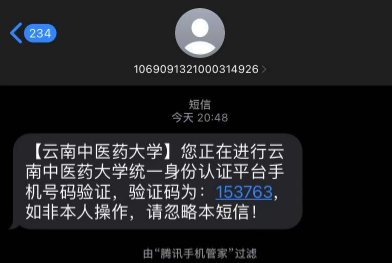 234
1069091321000314926 >
短信
今天 20:48
【云南中医药大学】您正在进行云
南中医药大学统一身份认证平台手
机号码验证，验证码为：153763，
如非本人操作，请忽略本短信！
由“腾讯手机管家”过滤